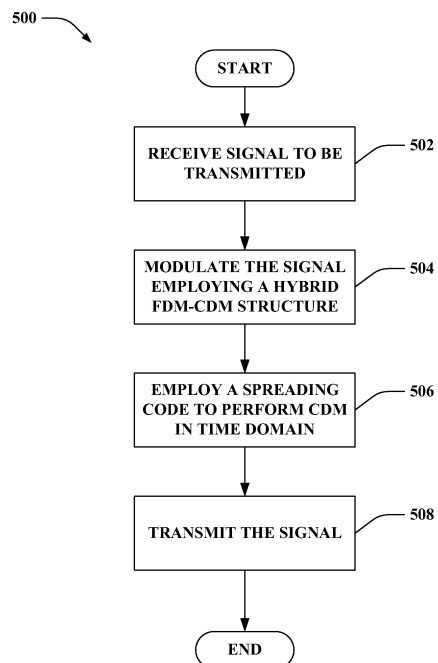 500
START
RECEIVE SIGNAL TO BE
TRANSMITTED
502
MODULATE THE SIGNAL
EMPLOYING A HYBRID
FDM-CDM STRUCTURE
504
EMPLOY A SPREADING
CODE TO PERFORM CDM
IN TIME DOMAIN
506
TRANSMIT THE SIGNAL
508
END